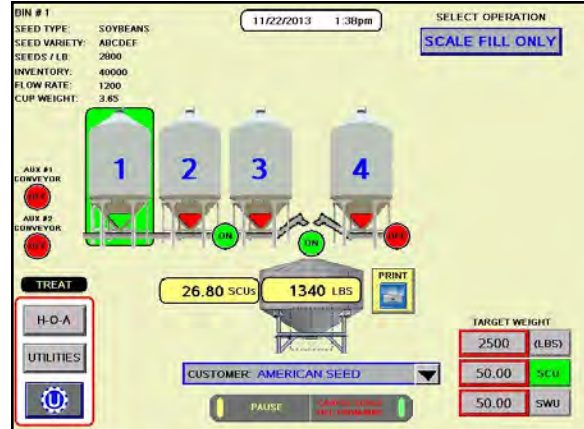 BIN # 1
SEED TYPE: SOYBEANS
SEED VARIETY: ABCDEF
SEEDS / LB: 2800
INVENTORY: 40000
FLOW RATE: 1200
CUP WEIGHT: 3.65
11/22/2013 1:38pm
SELECT OPERATION
SCALE FILL ONLY
1 2 3 4
AUX #1
CONVEYOR
OFF
AUX #2
CONVEYOR
OFF
ON
ON
OFF
TREAT
H-O-A
UTILITIES
U
26.80 SCUs
1340 LBS
PRINT
CUSTOMER: AMERICAN SEED
PAUSE
TARGET WEIGHT
2500 (LBS)
50.00 SCU
50.00 SWU